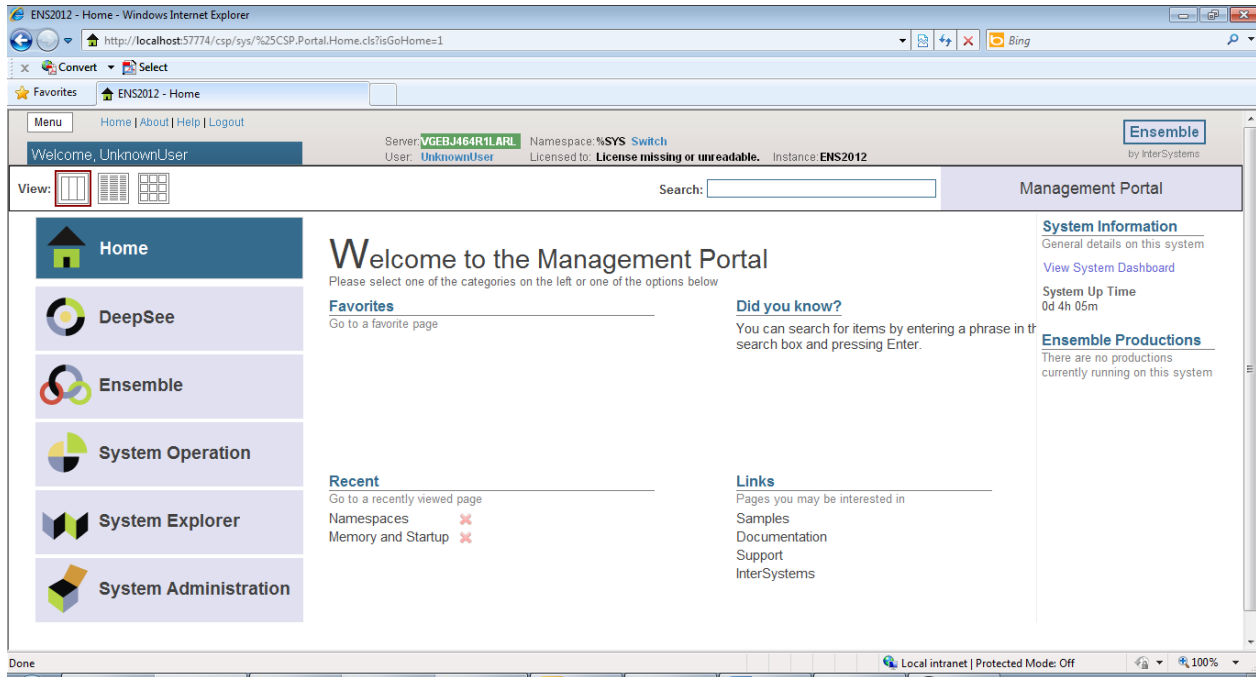 ENS2012 - Home - Windows Internet Explorer
http://localhost:57774/csp/sys/%25CSP.Portal.Home.cls?isGoHome=1
Bing
x Convert Select
Favorites ENS2012 - Home
Menu Home | About | Help | Logout
Server: VGEBJ464R1LARL Namespace: %SYS Switch
Ensemble
Welcome, UnknownUser
User: UnknownUser Licensed to: License missing or unreadable. Instance: ENS2012
by InterSystems
View: Search: Management Portal
Home
DeepSee
Ensemble
System Operation
System Explorer
System Administration
Welcome to the Management Portal
Please select one of the categories on the left or one of the options below
Favorites
Go to a favorite page
Did you know?
You can search for items by entering a phrase in th
search box and pressing Enter.
Recent
Go to a recently viewed page
Namespaces
Memory and Startup
Links
Pages you may be interested in
Samples
Documentation
Support
InterSystems
System Information
General details on this system
View System Dashboard
System Up Time
0d 4h 05m
Ensemble Productions
There are no productions
currently running on this system
Done Local intranet | Protected Mode: Off 100%